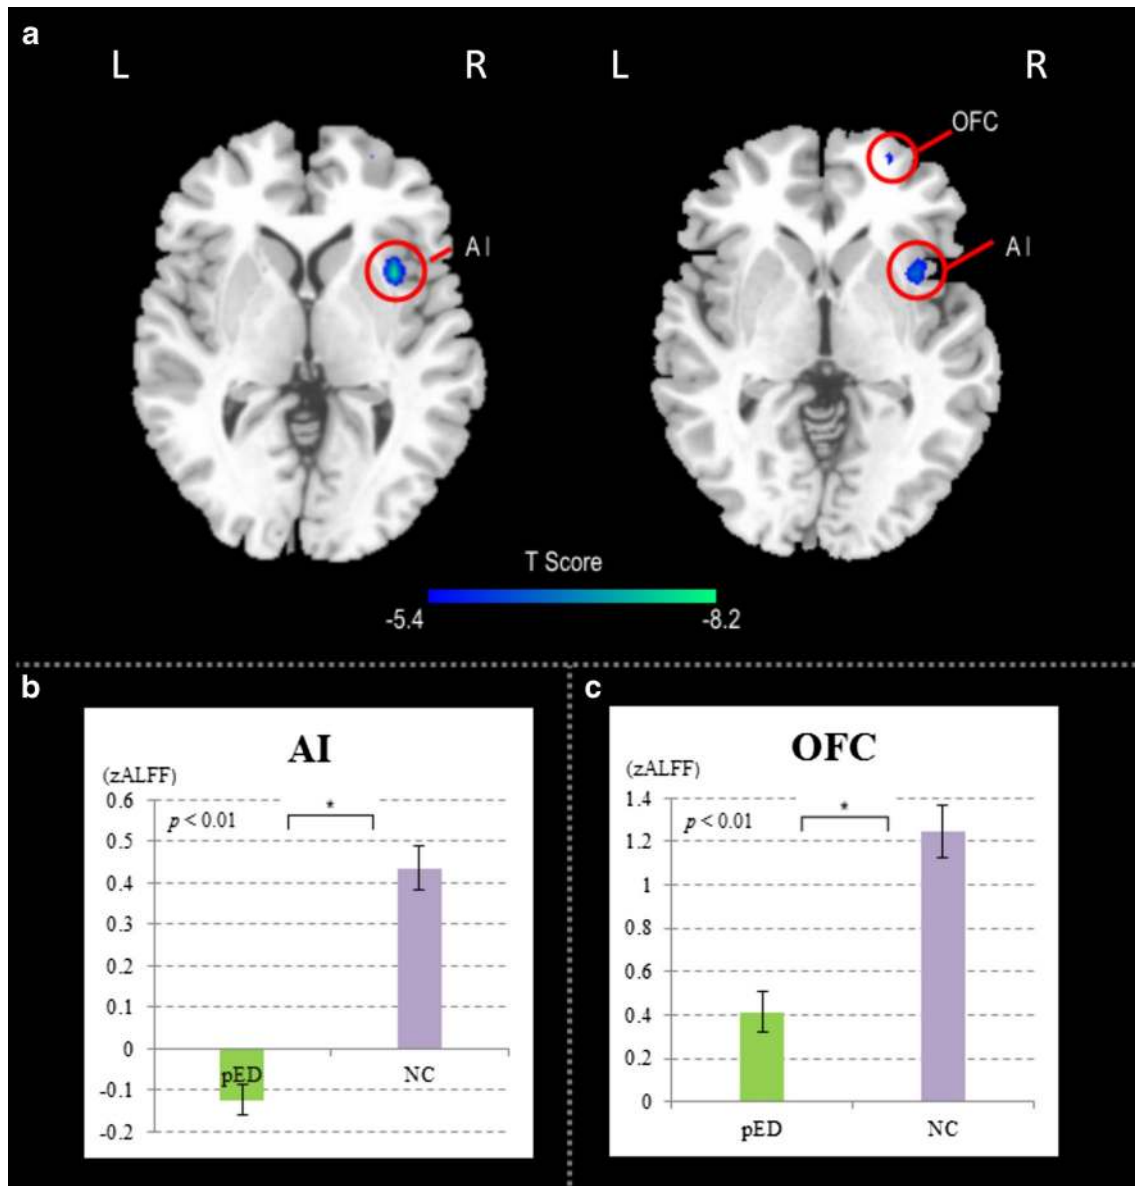 a
L R L R
OFC
AI AI
T Score
-5.4 -8.2
b
AI
(zALFF)
0.6
p < 0.01 *
0.5
0.4
0.3
0.2
0.1
0
pED NC
-0.1
-0.2
c
OFC
(zALFF)
1.4
p < 0.01 *
1.2
1
0.8
0.6
0.4
0.2
0
pED NC